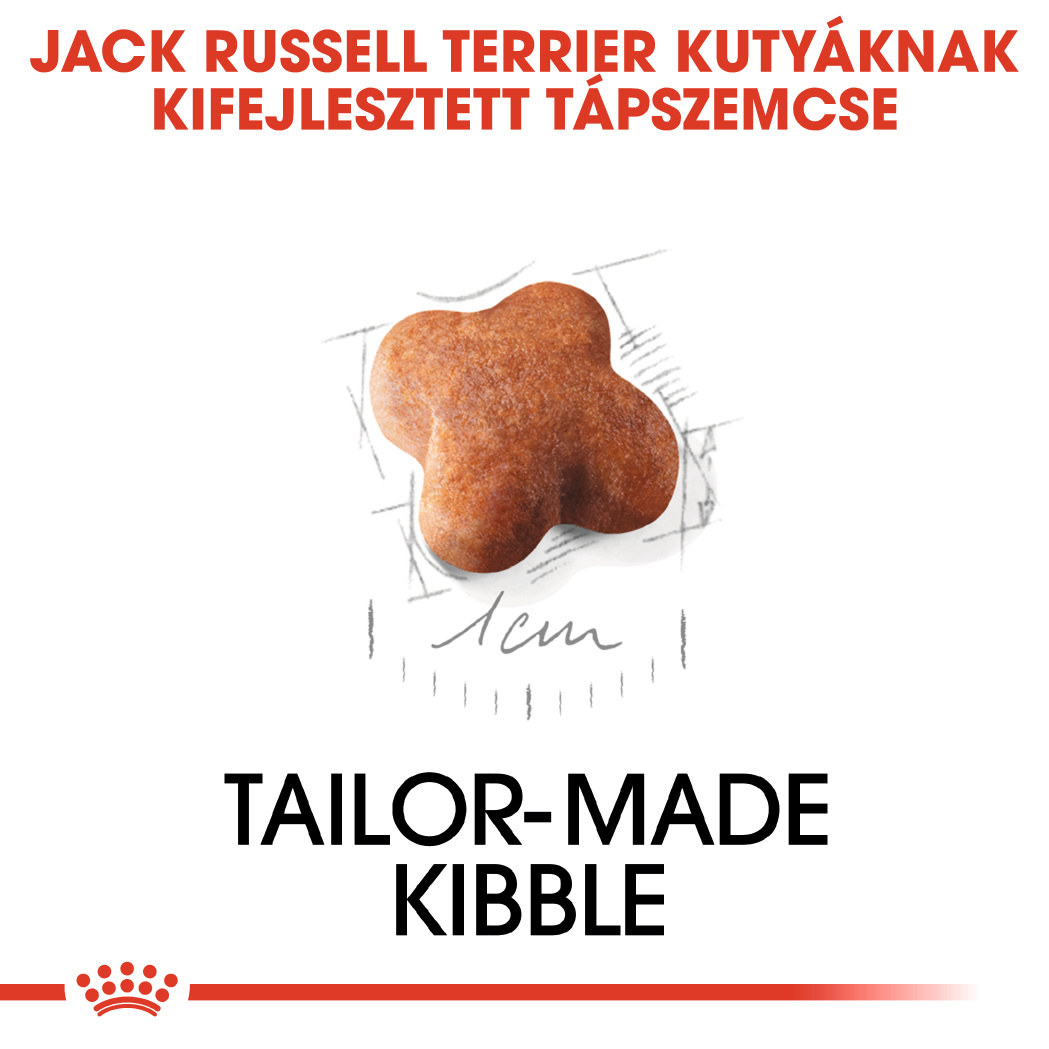 JACK RUSSELL TERRIER KUTYÁKNAK
KIFEJLESZTETT TÁPSZEMCSE
1cm
TAILOR-MADE
KIBBLE